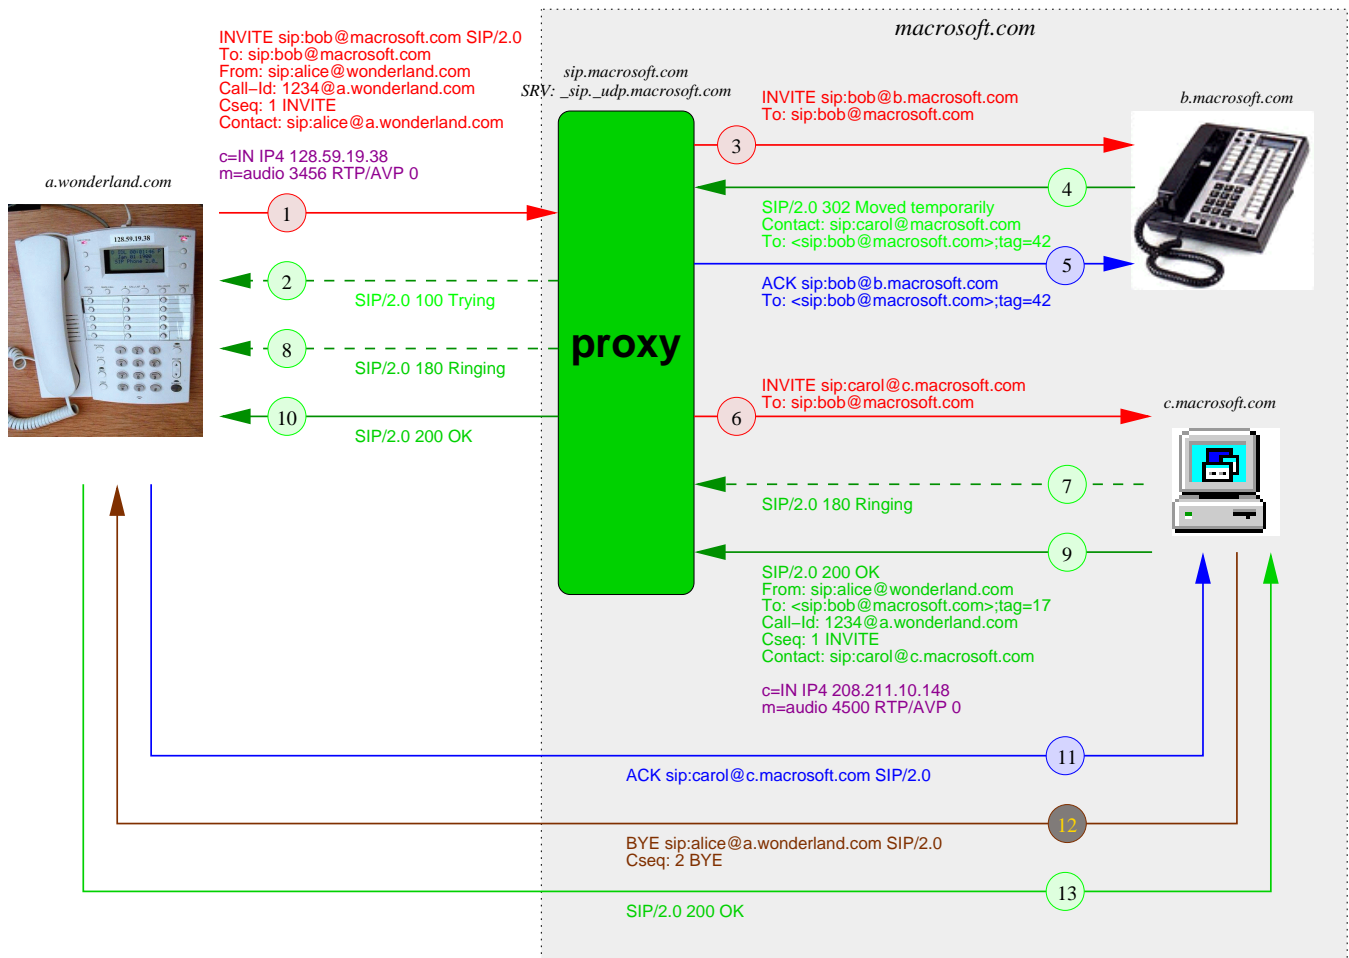 macrosoft.com
INVITE sip:bob@macrosoft.com SIP/2.0
To: sip:bob@macrosoft.com
From: sip:alice@wonderland.com
Call–Id: 1234@a.wonderland.com
Cseq: 1 INVITE
Contact: sip:alice@a.wonderland.com
c=IN IP4 128.59.19.38
m=audio 3456 RTP/AVP 0
sip.macrosoft.com
SRV: _sip._udp.macrosoft.com
INVITE sip:bob@b.macrosoft.com
To: sip:bob@macrosoft.com
b.macrosoft.com
3
a.wonderland.com
4
SIP/2.0 302 Moved temporarily
Contact: sip:carol@macrosoft.com
To: <sip:bob@macrosoft.com>;tag=42
1
128.59.19.38
5
ACK sip:bob@b.macrosoft.com
To: <sip:bob@macrosoft.com>;tag=42
2
SIP/2.0 100 Trying
proxy
8
SIP/2.0 180 Ringing
INVITE sip:carol@c.macrosoft.com
To: sip:bob@macrosoft.com
c.macrosoft.com
10
SIP/2.0 200 OK
6
7
SIP/2.0 180 Ringing
9
SIP/2.0 200 OK
From: sip:alice@wonderland.com
To: <sip:bob@macrosoft.com>;tag=17
Call–Id: 1234@a.wonderland.com
Cseq: 1 INVITE
Contact: sip:carol@c.macrosoft.com
c=IN IP4 208.211.10.148
m=audio 4500 RTP/AVP 0
11
ACK sip:carol@c.macrosoft.com SIP/2.0
12
BYE sip:alice@a.wonderland.com SIP/2.0
Cseq: 2 BYE
13
SIP/2.0 200 OK